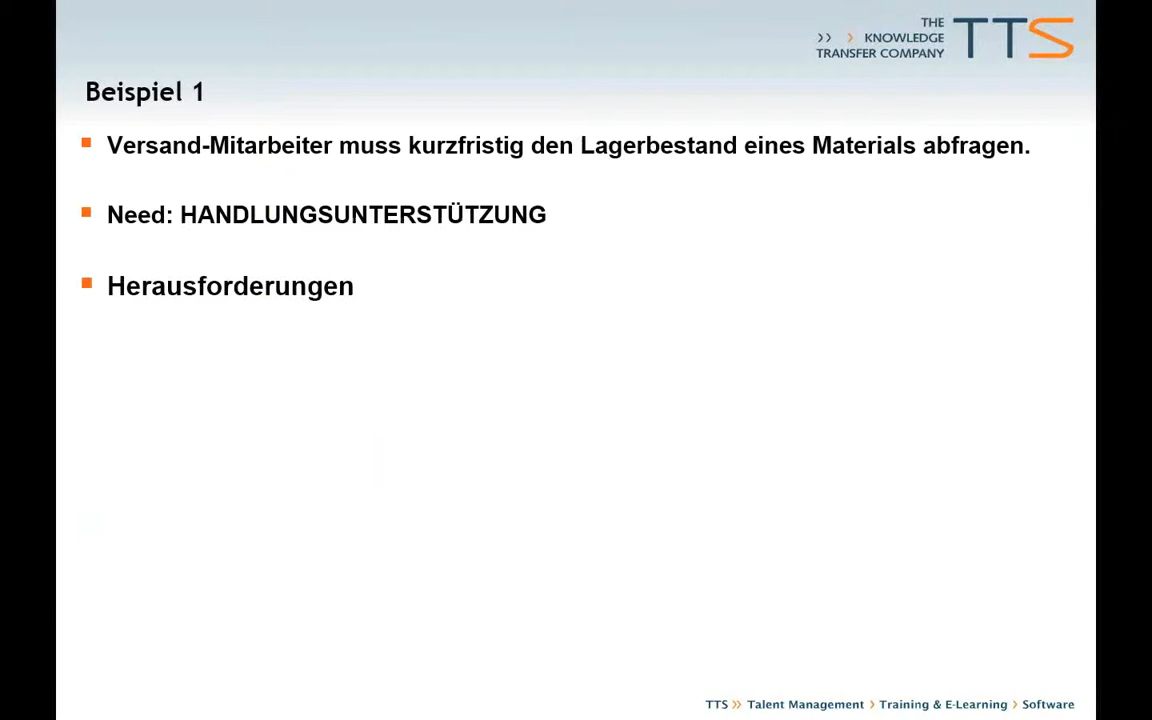 THE
>> > KNOWLEDGE
TRANSFER COMPANY
TTS
Beispiel 1
Versand-Mitarbeiter muss kurzfristig den Lagerbestand eines Materials abfragen.
Need: HANDLUNGSUNTERSTÜTZUNG
Herausforderungen
TTS >> Talent Management > Training & E-Learning > Software